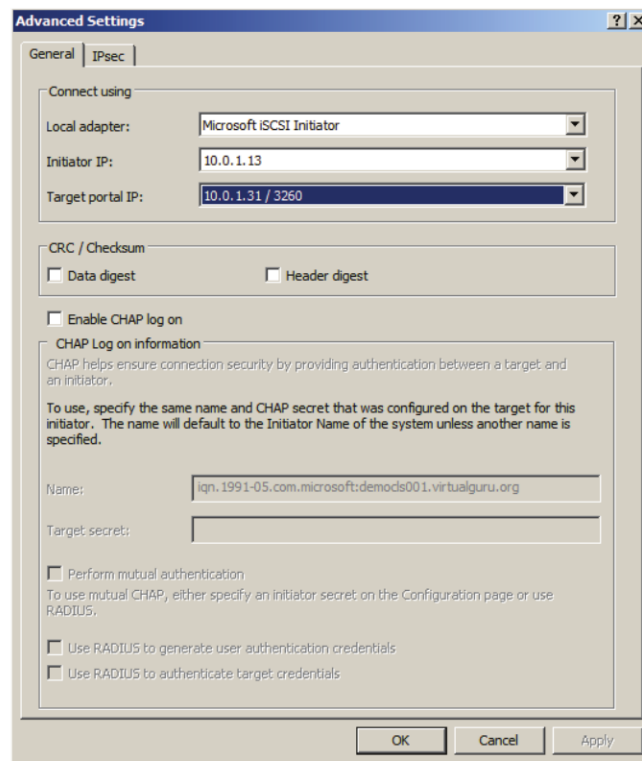 Advanced Settings
General IPsec
Connect using
Local adapter: Microsoft iSCSI Initiator
Initiator IP: 10.0.1.13
Target portal IP: 10.0.1.31 / 3260
CRC / Checksum
Data digest Header digest
Enable CHAP log on
CHAP Log on information
CHAP helps ensure connection security by providing authentication between a target and
an initiator.
To use, specify the same name and CHAP secret that was configured on the target for this
initiator. The name will default to the Initiator Name of the system unless another name is
specified.
Name: iqn.1991-05.com.microsoft:democls001.virtualguru.org
Target secret:
Perform mutual authentication
To use mutual CHAP, either specify an initiator secret on the Configuration page or use
RADIUS.
Use RADIUS to generate user authentication credentials
Use RADIUS to authenticate target credentials
OK Cancel Apply